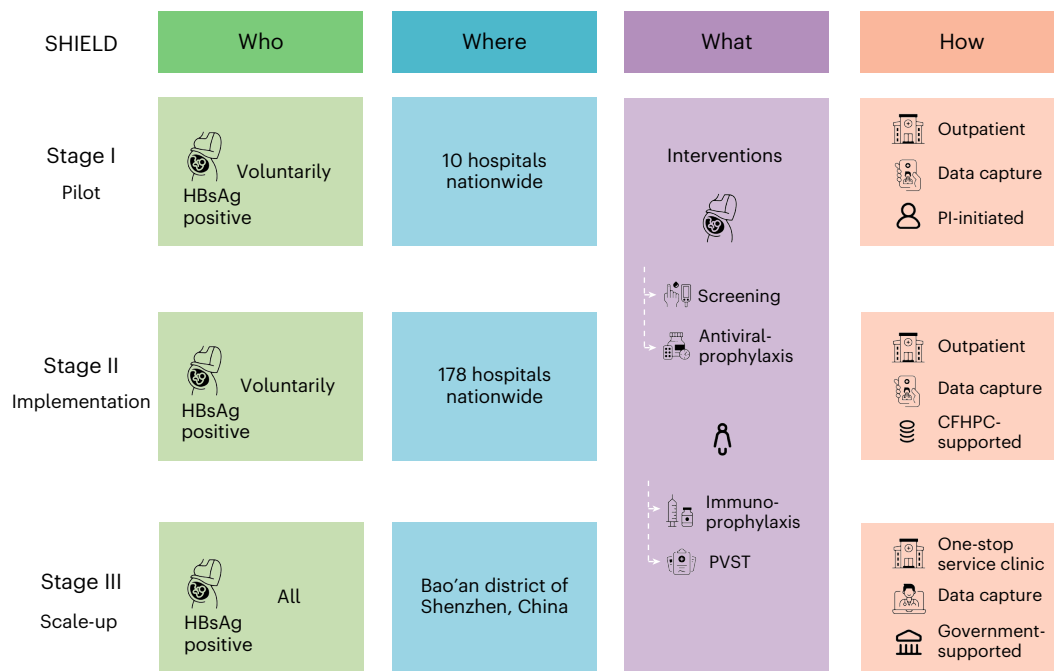 SHIELD
Who
Where
What
How
Stage I
Pilot
Voluntarily
HBsAg
positive
10 hospitals
nationwide
Interventions
Screening
Antiviral-
prophylaxis
Immuno-
prophylaxis
PVST
Outpatient
Data capture
PI-initiated
Stage II
Implementation
Voluntarily
HBsAg
positive
178 hospitals
nationwide
Outpatient
Data capture
CFHPC-
supported
Stage III
Scale-up
All
HBsAg
positive
Bao’an district of
Shenzhen, China
One-stop
service clinic
Data capture
Government-
supported